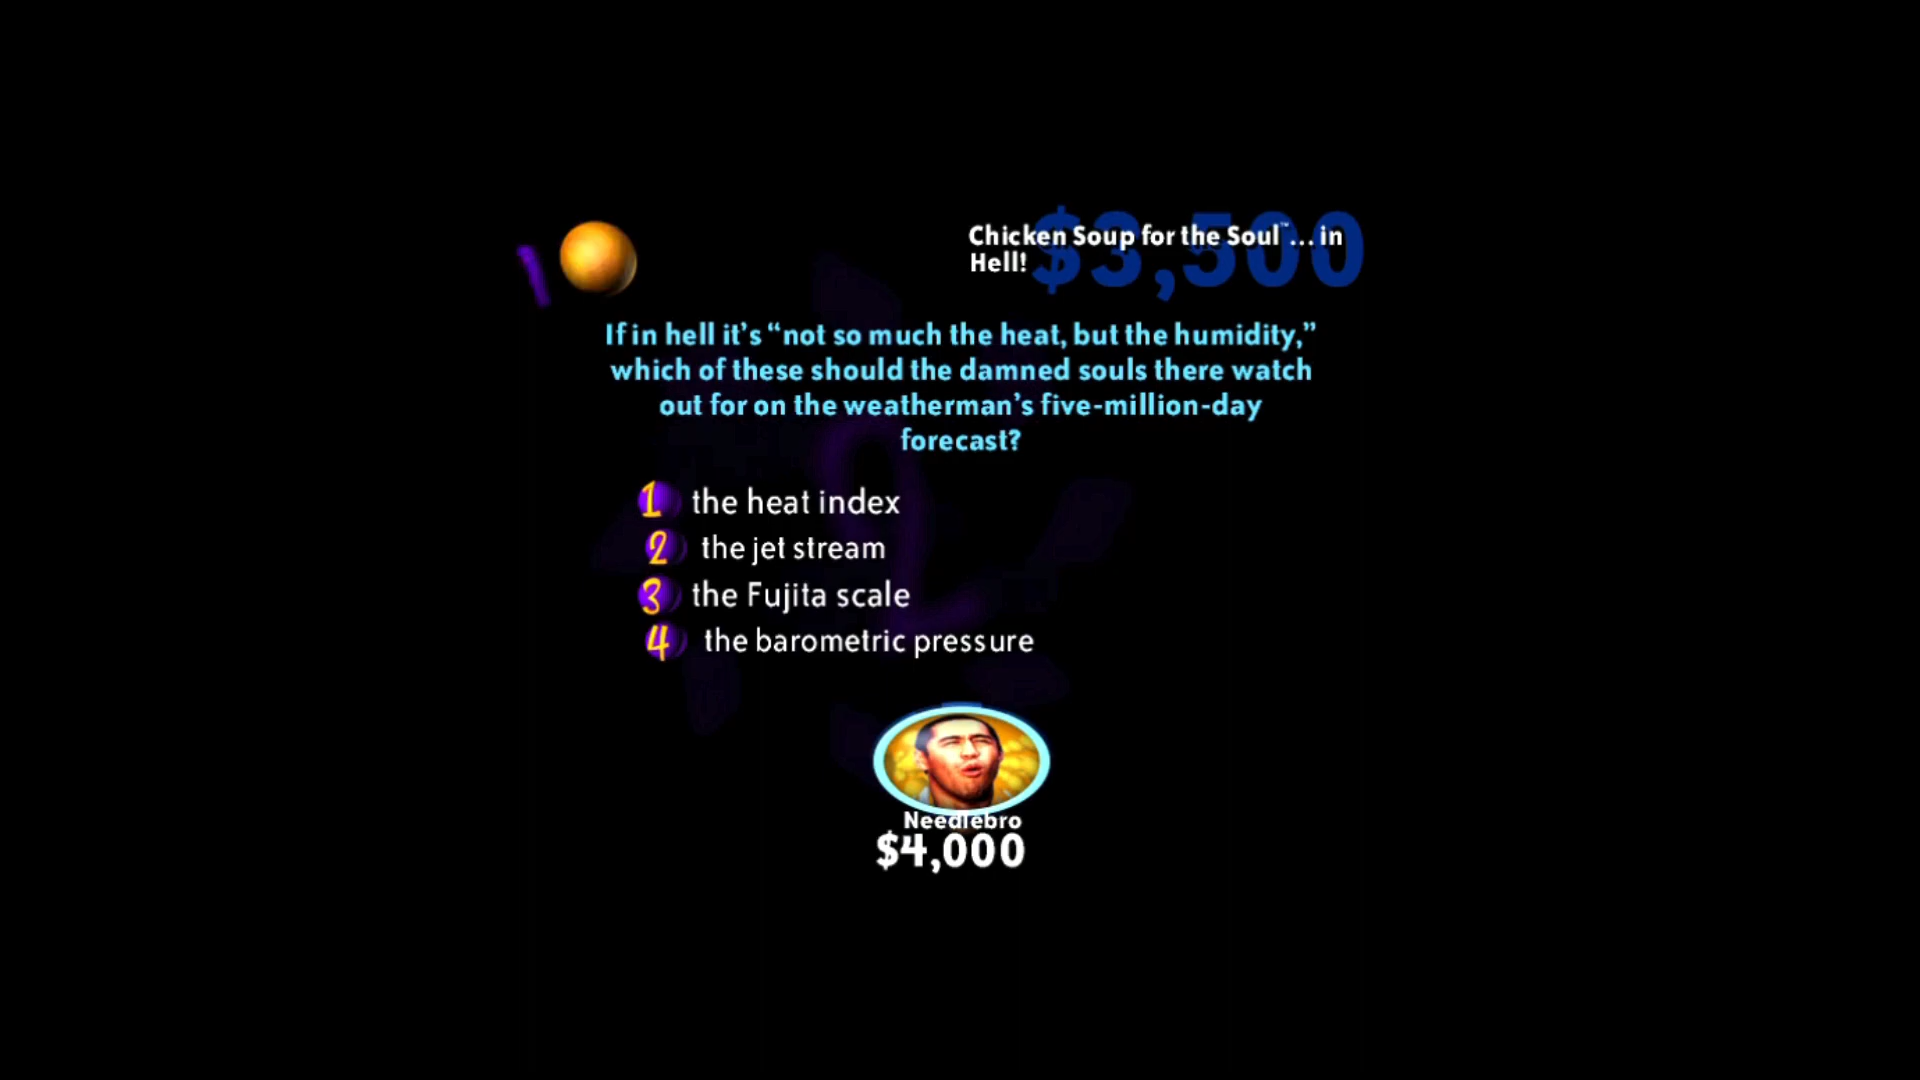 1
$3,500
Chicken Soup for the Soul™... in
Hell!
If in hell it's “not so much the heat, but the humidity,”
which of these should the damned souls there watch
out for on the weatherman's five-million-day
forecast?
1 the heat index
2 the jet stream
3 the Fujita scale
4 the barometric pressure
Needlebro
$4,000